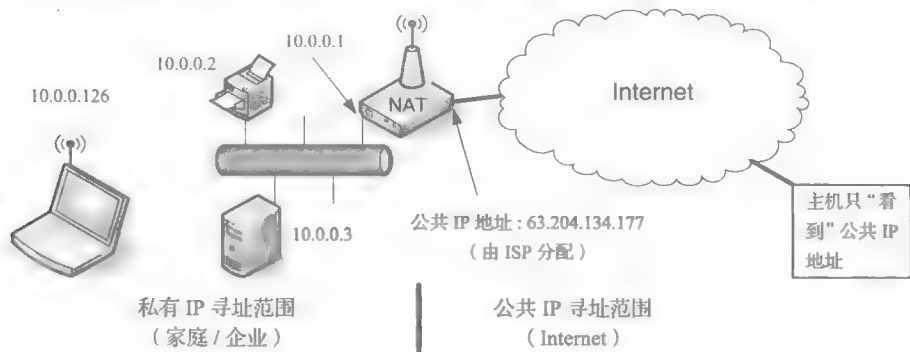 10.0.0.1
10.0.0.2
10.0.0.126
NAT
Internet
10.0.0.3
公共 IP 地址 : 63.204.134.177
（由 ISP 分配）
主机只“看
到”公共 IP
地址
私有 IP 寻址范围
（家庭 / 企业）
公共 IP 寻址范围
（Internet）